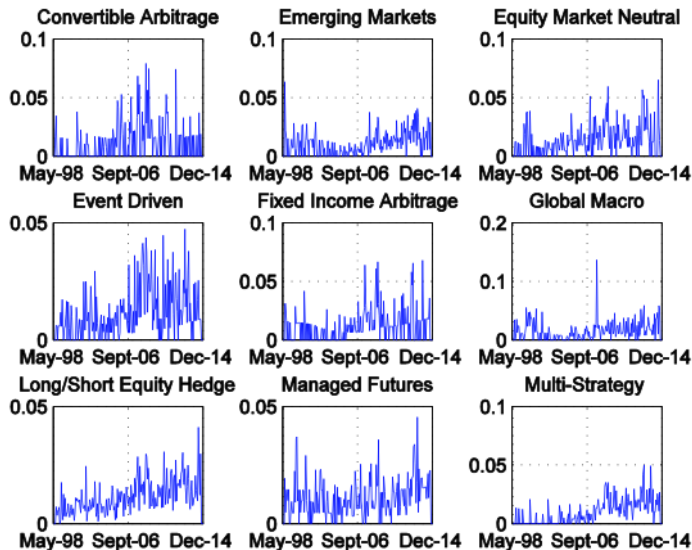 Convertible Arbitrage
0.1
0.05
0
May-98 Sept-06 Dec-14
Emerging Markets
0.1
0.05
0
May-98 Sept-06 Dec-14
Equity Market Neutral
0.1
0.05
0
May-98 Sept-06 Dec-14
Event Driven
0.05
0
May-98 Sept-06 Dec-14
Fixed Income Arbitrage
0.1
0.05
0
May-98 Sept-06 Dec-14
Global Macro
0.2
0.1
0
May-98 Sept-06 Dec-14
Long/Short Equity Hedge
0.05
0
May-98 Sept-06 Dec-14
Managed Futures
0.05
0
May-98 Sept-06 Dec-14
Multi-Strategy
0.1
0.05
0
May-98 Sept-06 Dec-14